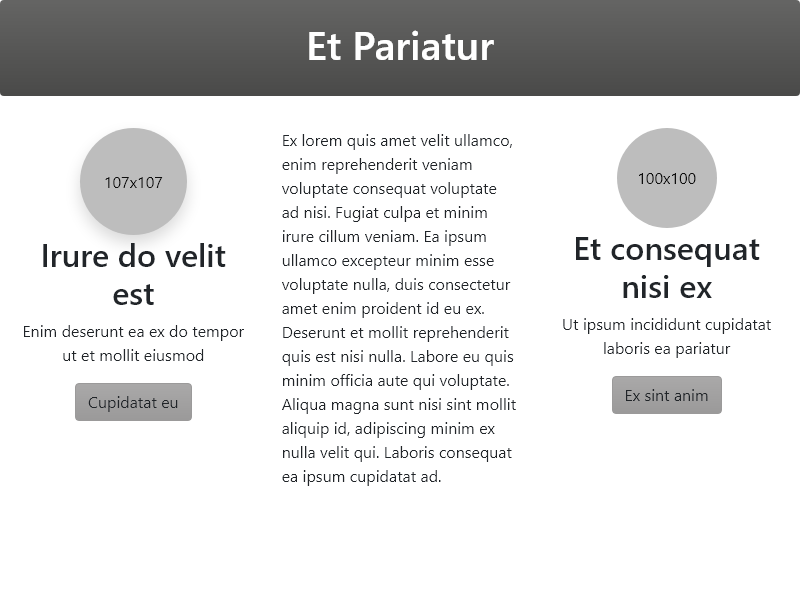 Et Pariatur
107x107
Irure do velit
est
Enim deserunt ea ex do tempor
ut et mollit eiusmod
Cupidatat eu
Ex lorem quis amet velit ullamco,
enim reprehenderit veniam
voluptate consequat voluptate
ad nisi. Fugiat culpa et minim
irure cillum veniam. Ea ipsum
ullamco excepteur minim esse
voluptate nulla, duis consectetur
amet enim proident id eu ex.
Deserunt et mollit reprehenderit
quis est nisi nulla. Labore eu quis
minim officia aute qui voluptate.
Aliqua magna sunt nisi sint mollit
aliquip id, adipiscing minim ex
nulla velit qui. Laboris consequat
ea ipsum cupidatat ad.
100x100
Et consequat
nisi ex
Ut ipsum incididunt cupidatat
laboris ea pariatur
Ex sint anim